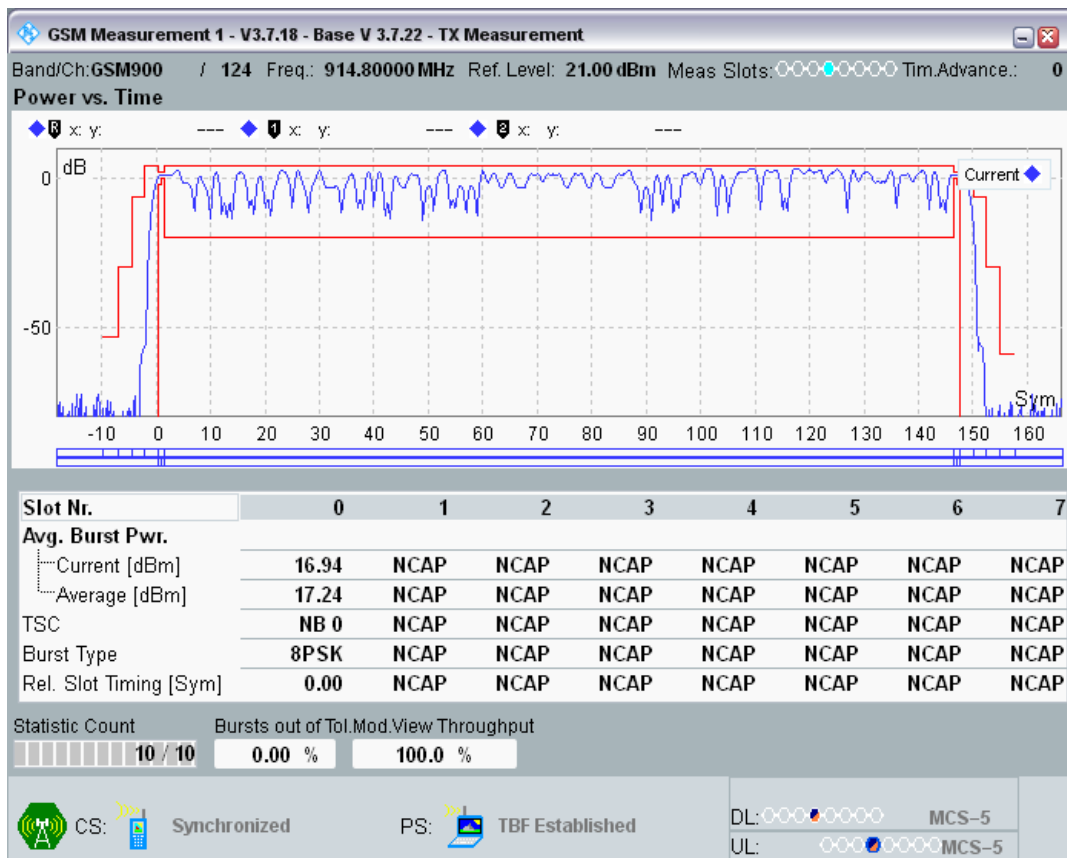 GSM Measurement 1 - V3.7.18 - Base V 3.7.22 - TX Measurement
Band/Ch:GSM900 / 124 Freq.: 914.80000 MHz Ref. Level: 21.00 dBm Meas Slots: Tim.Advance.: 0
Power vs. Time
R x: y: --- 1 x: y: --- 2 x: y: ---
dB
0
Current
-50
Sym
-10 0 10 20 30 40 50 60 70 80 90 100 110 120 130 140 150 160
Slot Nr. 0 1 2 3 4 5 6 7
Avg. Burst Pwr.
Current [dBm] 16.94 NCAP NCAP NCAP NCAP NCAP NCAP NCAP
Average [dBm] 17.24 NCAP NCAP NCAP NCAP NCAP NCAP NCAP
TSC NB 0 NCAP NCAP NCAP NCAP NCAP NCAP NCAP
Burst Type 8PSK NCAP NCAP NCAP NCAP NCAP NCAP NCAP
Rel. Slot Timing [Sym] 0.00 NCAP NCAP NCAP NCAP NCAP NCAP NCAP
Statistic Count Bursts out of Tol. Mod.View Throughput
10 / 10 0.00 % 100.0 %
CS: Synchronized PS: TBF Established
DL: MCS-5
UL: MCS-5